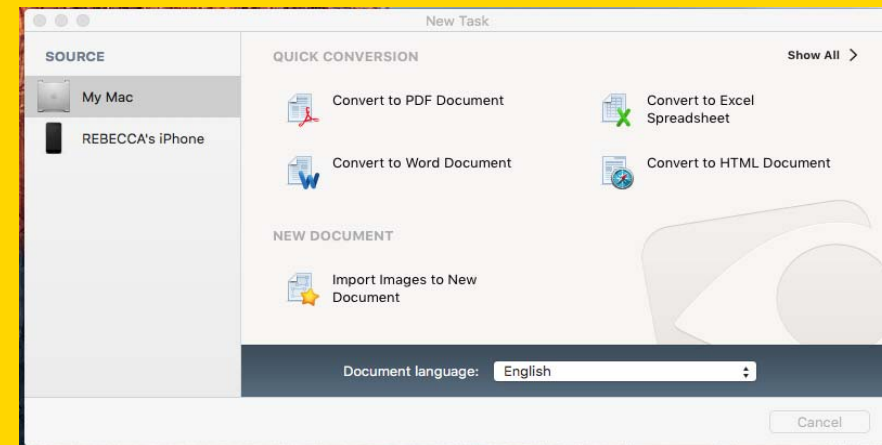 New Task
SOURCE
My Mac
REBECCA's iPhone
QUICK CONVERSION
Show All >
Convert to PDF Document
Convert to Excel
Spreadsheet
Convert to Word Document
Convert to HTML Document
NEW DOCUMENT
Import Images to New
Document
Document language: English
Cancel